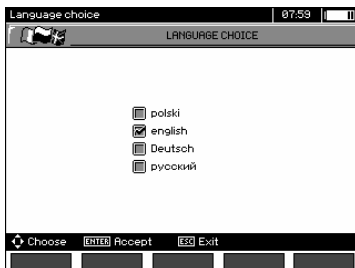 Language choice 07:59
LANGUAGE CHOICE
polski
english
Deutsch
русский
Choose ENTER Accept ESC Exit